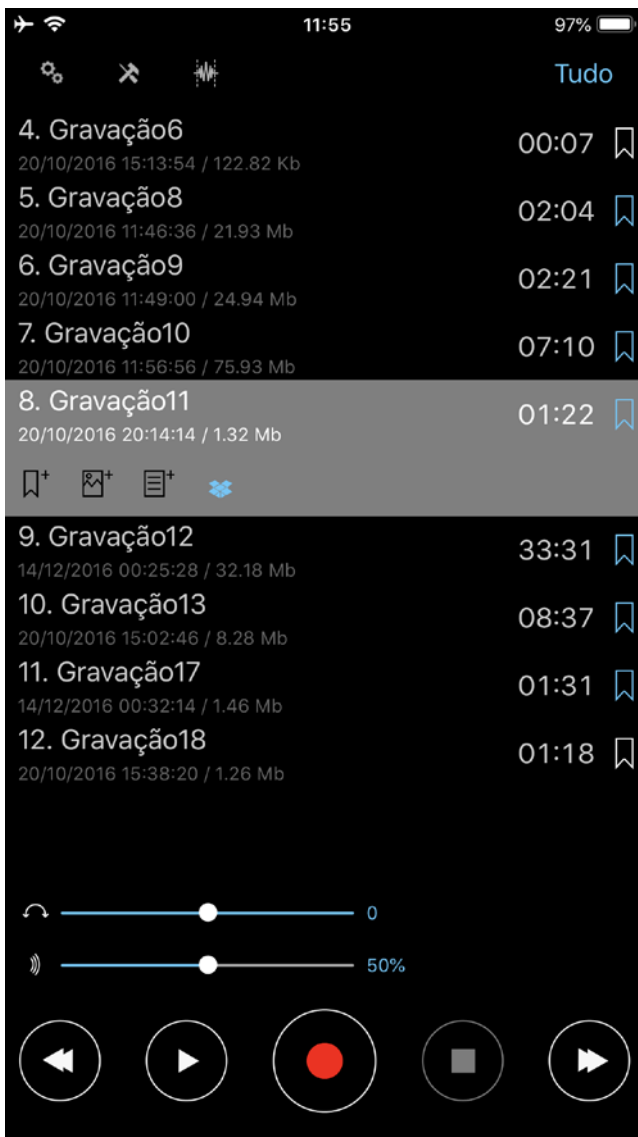 11:55
97%
Tudo
4. Gravação6
00:07
20/10/2016 15:13:54 / 122.82 Kb
5. Gravação8
02:04
20/10/2016 11:46:36 / 21.93 Mb
6. Gravação9
02:21
20/10/2016 11:49:00 / 24.94 Mb
7. Gravação10
07:10
20/10/2016 11:56:56 / 75.93 Mb
8. Gravação11
01:22
20/10/2016 20:14:14 / 1.32 Mb
9. Gravação12
33:31
14/12/2016 00:25:28 / 32.18 Mb
10. Gravação13
08:37
20/10/2016 15:02:46 / 8.28 Mb
11. Gravação17
01:31
14/12/2016 00:32:14 / 1.46 Mb
12. Gravação18
01:18
20/10/2016 15:38:20 / 1.26 Mb
0
50%